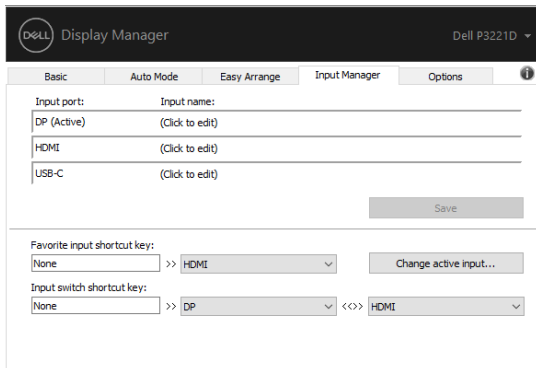 DELL Display Manager Dell P3221D
Basic Auto Mode Easy Arrange Input Manager Options i
Input port: Input name:
DP (Active) (Click to edit)
HDMI (Click to edit)
USB-C (Click to edit)
Save
Favorite input shortcut key:
None >> HDMI Change active input...
Input switch shortcut key:
None >> DP <<>> HDMI